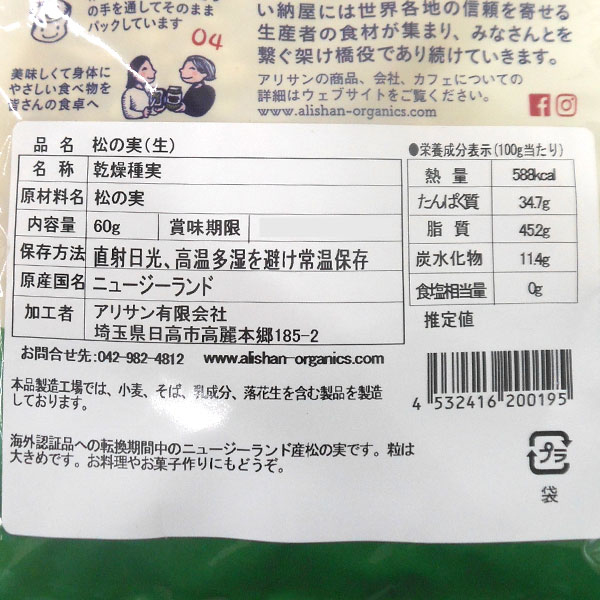 の手を通してそのまま
パックしています
04
美味しくて身体に
やさしい食べ物を
皆さんの食卓へ
い納屋には世界各地の信頼を寄せる
生産者の食材が集まり、みなさんとを
繋ぐ架け橋役であり続けていきます。
アリサンの商品、会社、カフェについての
詳細はウェブサイトをご覧ください。
www.alishan-organics.com
品 名 松の実(生)
名 称 乾燥種実
原材料名 松の実
内容量 60g 賞味期限
保存方法 直射日光、高温多湿を避け常温保存
原産国名 ニュージーランド
加工者 アリサン有限会社
埼玉県日高市高麗本郷185-2
お問合せ先:042-982-4812 www.alishan-organics.com
本品製造工場では、小麦、そば、乳成分、落花生を含む製品を製造
しております。
海外認証品への転換期間中のニュージーランド産松の実です。粒は
大きめです。お料理やお菓子作りにもどうぞ。
●栄養成分表示(100g当たり)
熱 量 588kcal
たんぱく質 34.7g
脂 質 45.2g
炭水化物 11.4g
食塩相当量 0g
推定値
4 532416 200195
プラ
袋